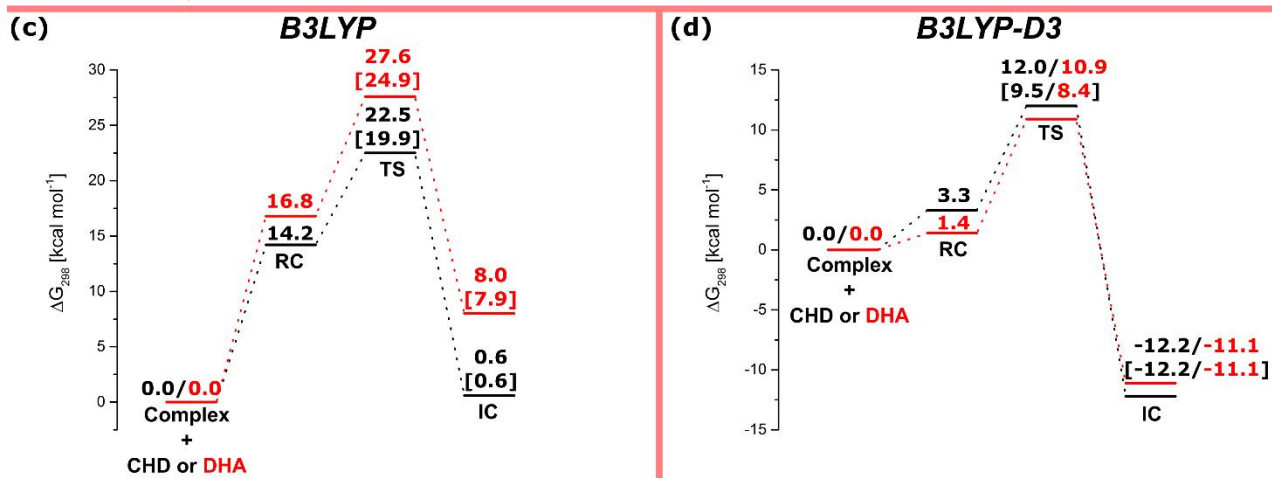 (c)
B3LYP
30
25
20
15
10
5
0
ΔG298 [kcal mol-1]
27.6
[24.9]
22.5
[19.9]
TS
16.8
14.2
RC
8.0
[7.9]
0.6
[0.6]
IC
0.0/0.0
Complex
+
CHD or DHA
(d)
B3LYP-D3
15
10
5
0
-5
-10
-15
ΔG298 [kcal mol-1]
12.0/10.9
[9.5/8.4]
TS
3.3
1.4
RC
0.0/0.0
Complex
+
CHD or DHA
-12.2/-11.1
[-12.2/-11.1]
IC